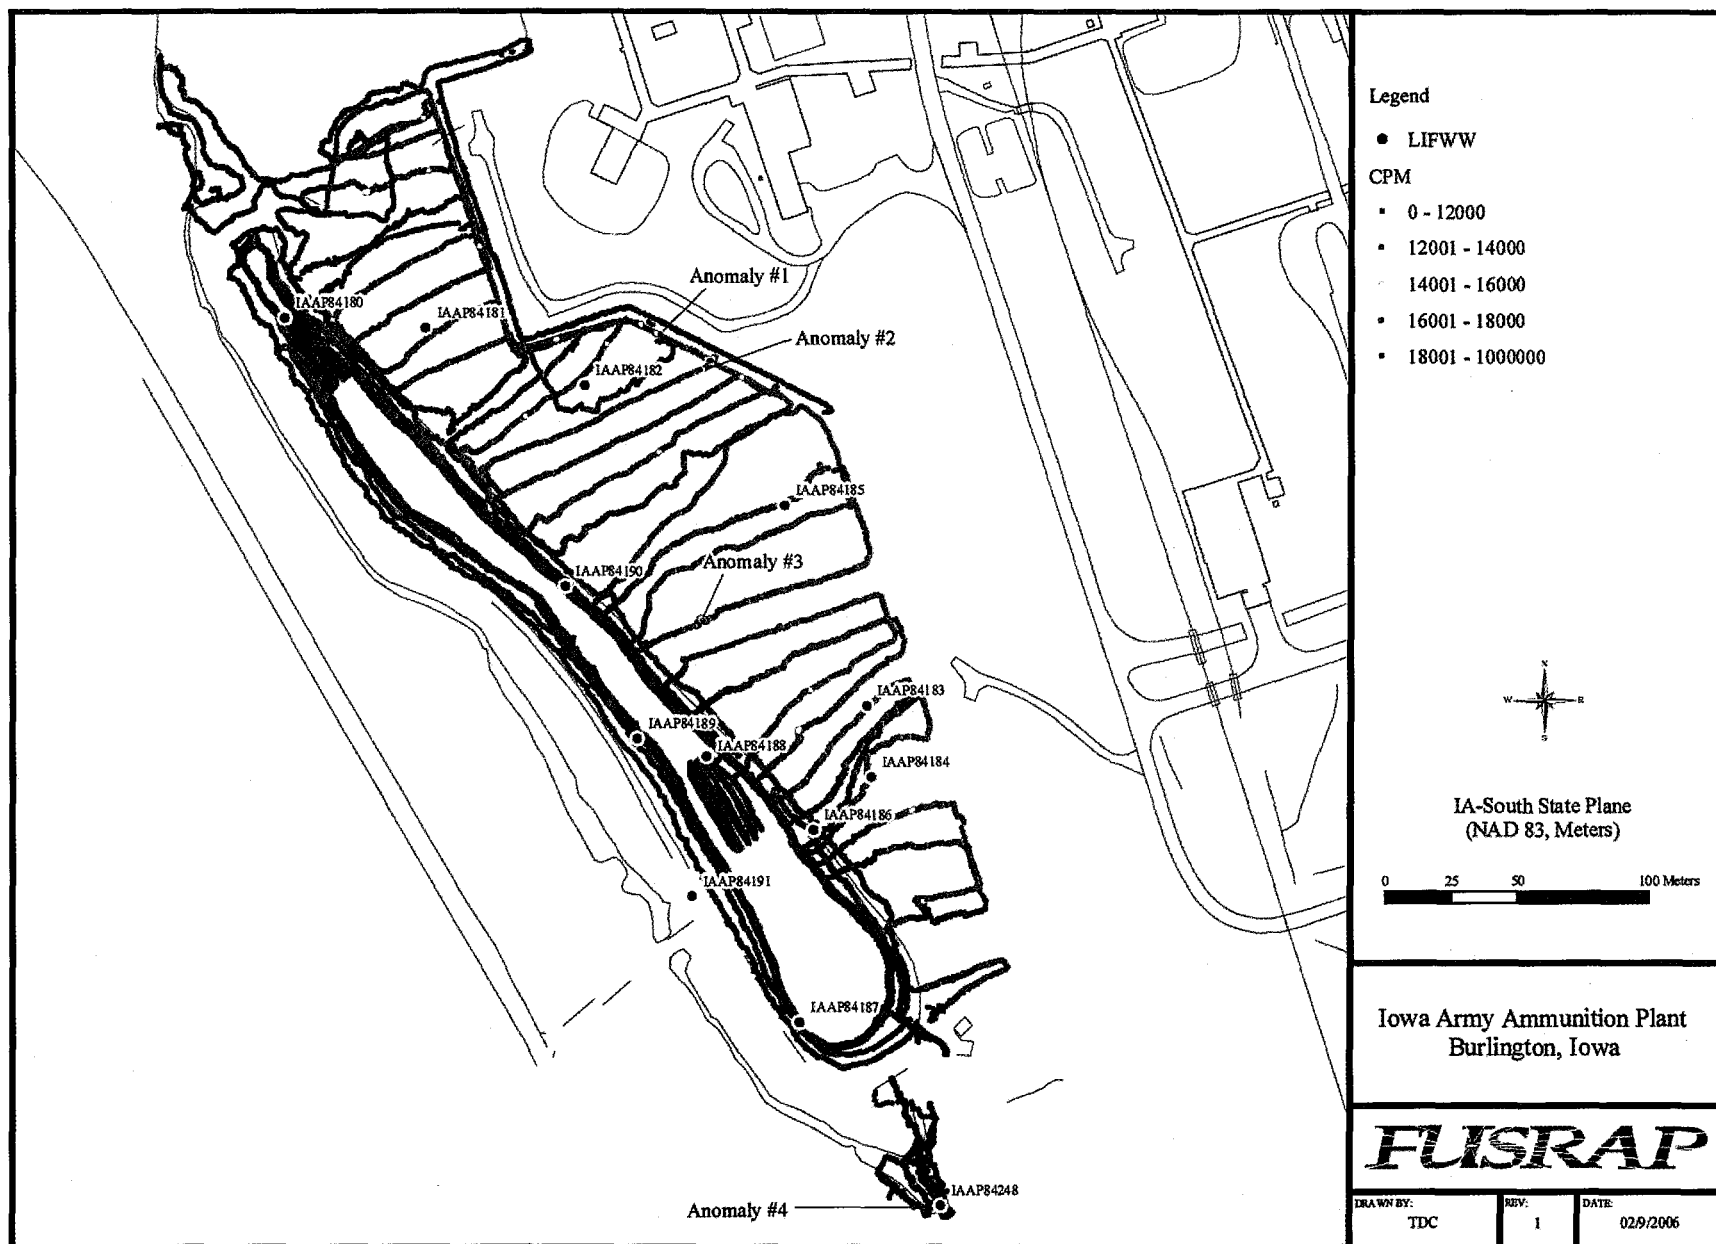 Anomaly #1
Anomaly #2
IAAP84180
IAAP84181
IAAP84182
IAAP84185
Anomaly #3
IAAP84190
IAAP84183
IAAP84189
IAAP84188
IAAP84184
IAAP84186
IAAP84191
IAAP84187
IAAP84248
Anomaly #4
Legend
LIFWW
CPM
0 - 12000
12001 - 14000
14001 - 16000
16001 - 18000
18001 - 1000000
N
W E
S
IA-South State Plane
(NAD 83, Meters)
0 25 50 100 Meters
Iowa Army Ammunition Plant
Burlington, Iowa
FUSRAP
DRAWN BY: REV: DATE:
TDC 1 02/9/2006